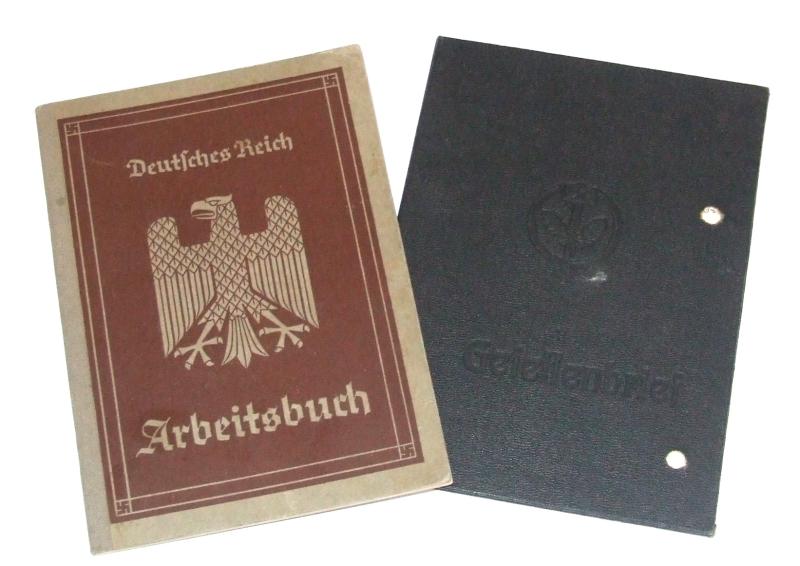 Deutſches Reich
Arbeitsbuch
Geſellenbrief